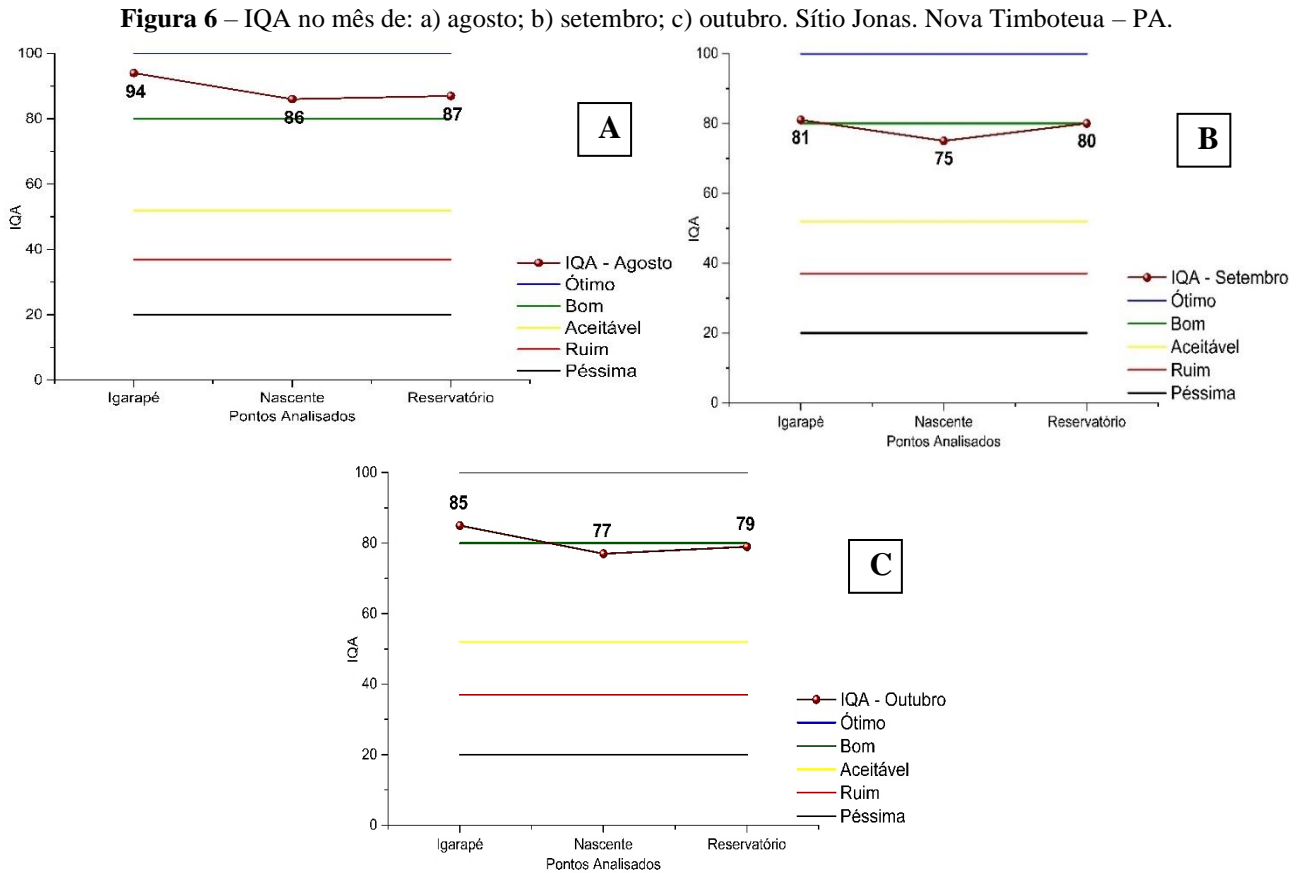 Figura 6 – IQA no mês de: a) agosto; b) setembro; c) outubro. Sítio Jonas. Nova Timboteua – PA.
100
80
60
40
20
0
IQA
94
86
87
A
IQA - Agosto
Ótimo
Bom
Aceitável
Ruim
Péssima
Igarapé
Nascente
Reservatório
Pontos Analisados
100
80
60
40
20
0
IQA
81
75
80
B
IQA - Setembro
Ótimo
Bom
Aceitável
Ruim
Péssima
Igarapé
Nascente
Reservatório
Pontos Analisados
100
80
60
40
20
0
IQA
85
77
79
C
IQA - Outubro
Ótimo
Bom
Aceitável
Ruim
Péssima
Igarapé
Nascente
Reservatório
Pontos Analisados